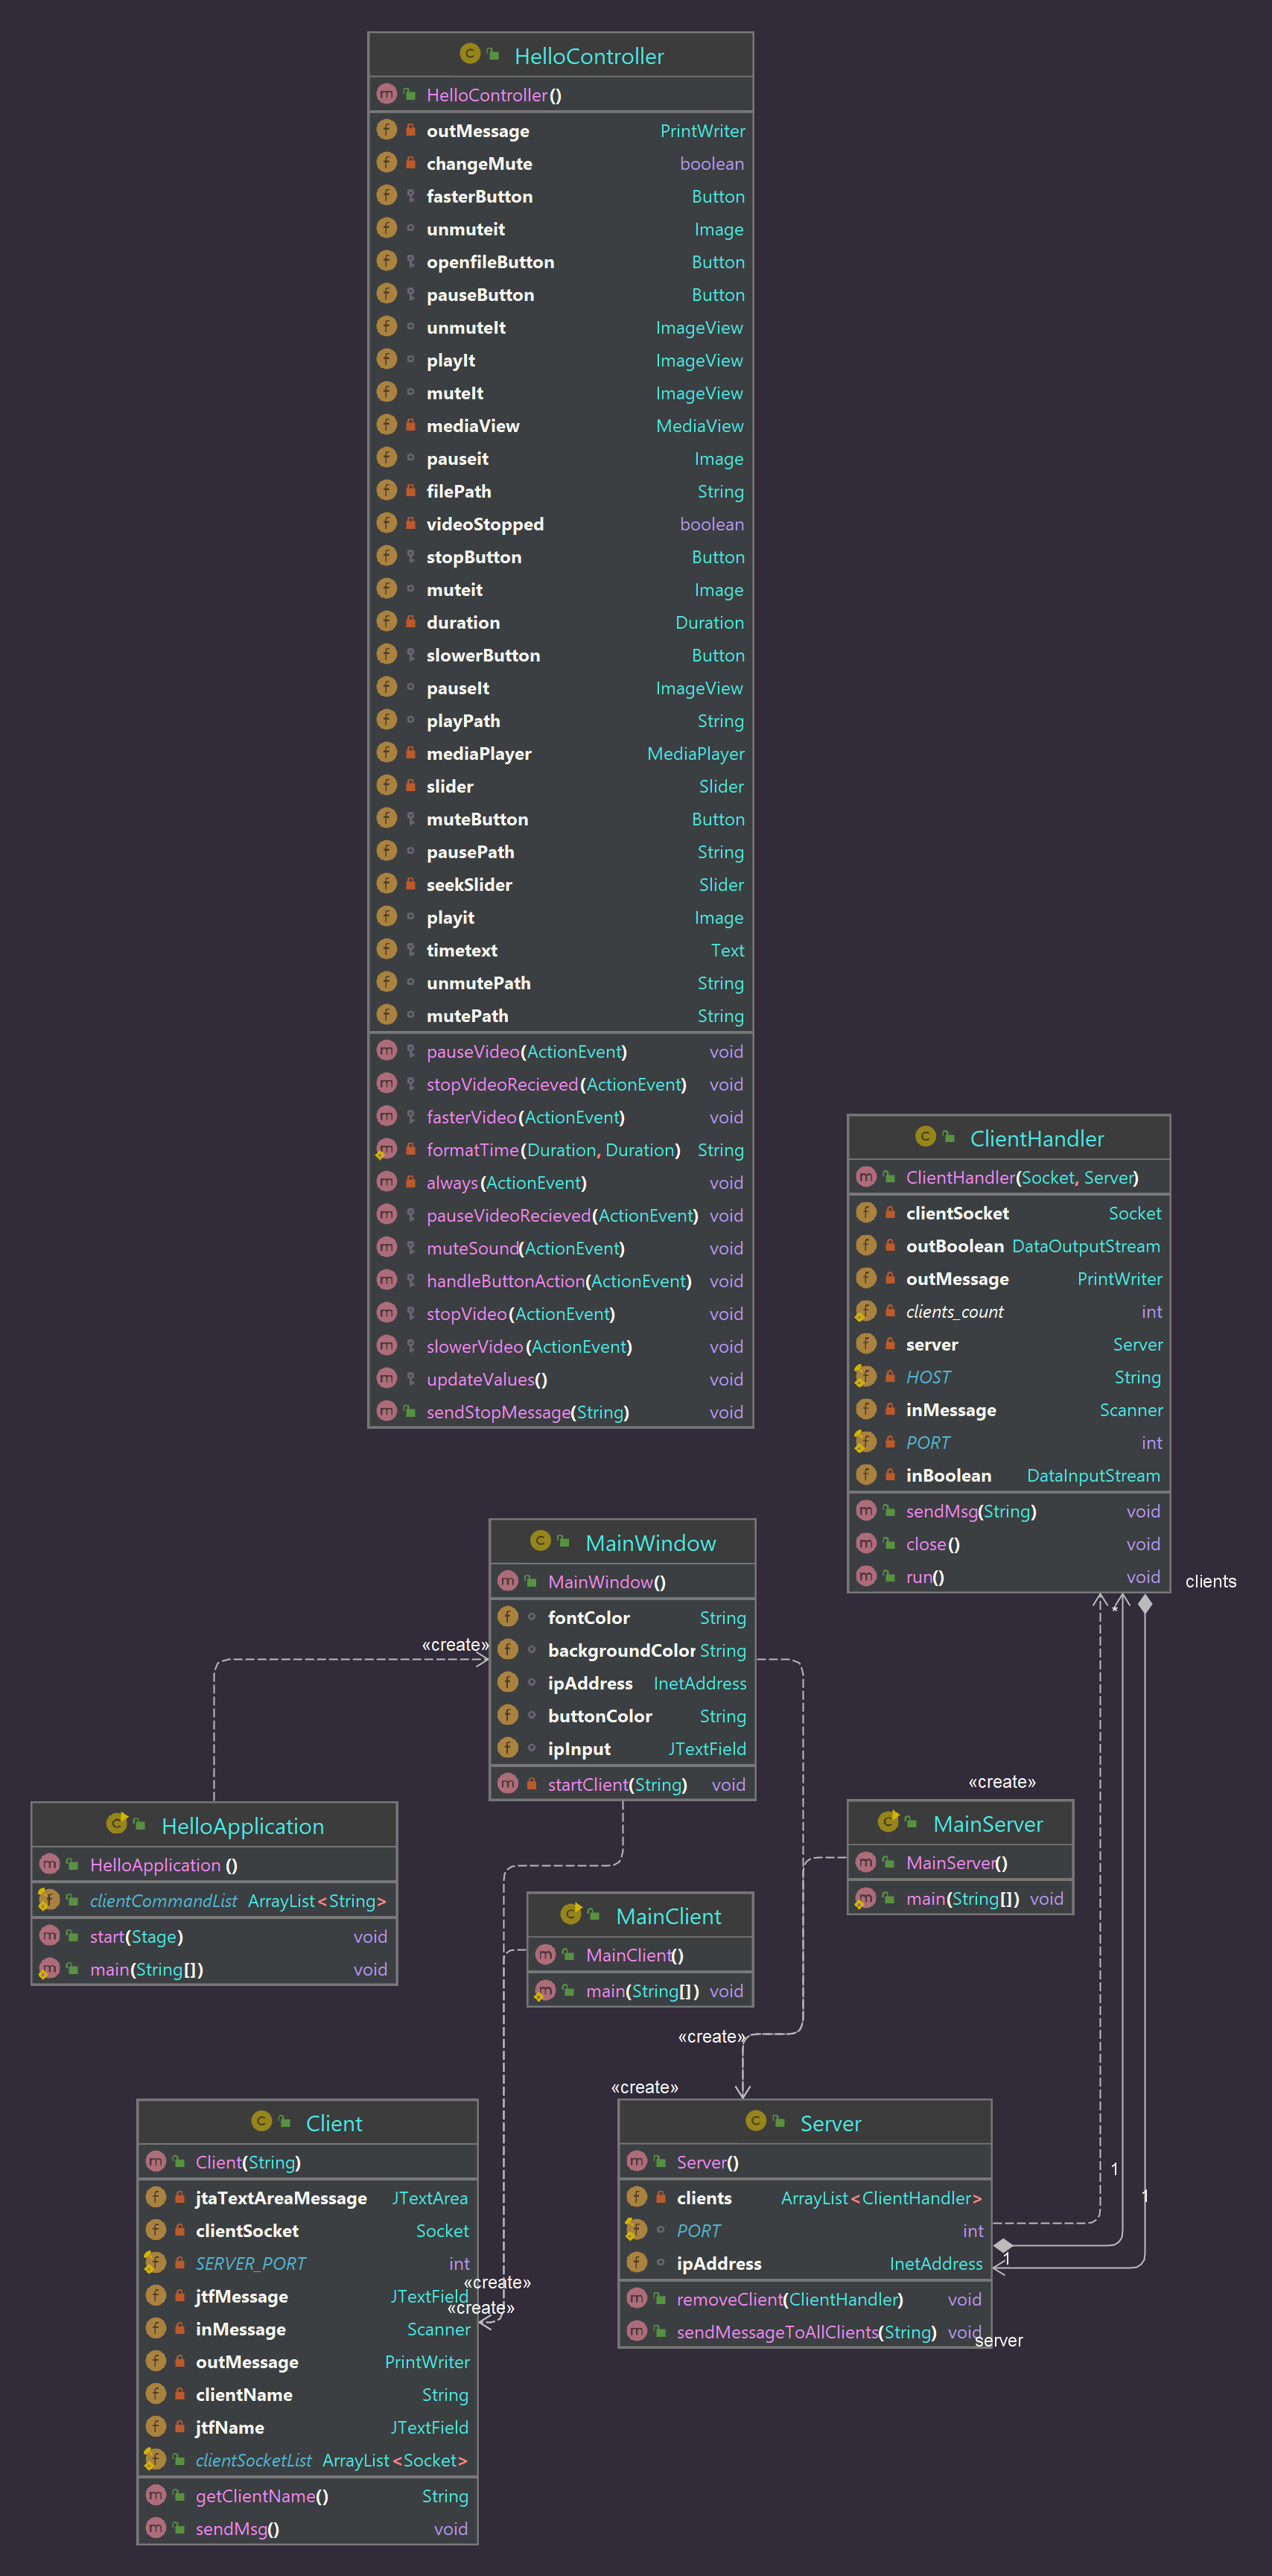 HelloController
HelloController()
outMessage PrintWriter
changeMute boolean
fasterButton Button
unmuteit Image
openfileButton Button
pauseButton Button
unmuteIt ImageView
playIt ImageView
muteIt ImageView
mediaView MediaView
pauseit Image
filePath String
videoStopped boolean
stopButton Button
muteit Image
duration Duration
slowerButton Button
pauseIt ImageView
playPath String
mediaPlayer MediaPlayer
slider Slider
muteButton Button
pausePath String
seekSlider Slider
playit Image
timetext Text
unmutePath String
mutePath String
pauseVideo(ActionEvent) void
stopVideoRecieved(ActionEvent) void
fasterVideo(ActionEvent) void
formatTime(Duration, Duration) String
always(ActionEvent) void
pauseVideoRecieved(ActionEvent) void
muteSound(ActionEvent) void
handleButtonAction(ActionEvent) void
stopVideo(ActionEvent) void
slowerVideo(ActionEvent) void
updateValues() void
sendStopMessage(String) void
ClientHandler
ClientHandler(Socket, Server)
clientSocket Socket
outBoolean DataOutputStream
outMessage PrintWriter
clients_count int
server Server
HOST String
inMessage Scanner
PORT int
inBoolean DataInputStream
sendMsg(String) void
close() void
run() void
clients
*
MainWindow
MainWindow()
fontColor String
backgroundColor String
ipAddress InetAddress
buttonColor String
ipInput JTextField
startClient(String) void
«create»
HelloApplication
HelloApplication ()
clientCommandList ArrayList<String>
start(Stage) void
main(String[]) void
«create»
MainServer
MainServer()
main(String[]) void
MainClient
MainClient()
main(String[]) void
«create»
«create»
Client
Client(String)
jtaTextAreaMessage JTextArea
clientSocket Socket
SERVER_PORT int
jtfMessage JTextField
inMessage Scanner
outMessage PrintWriter
clientName String
jtfName JTextField
clientSocketList ArrayList<Socket>
getClientName() String
sendMsg() void
«create»
«create»
Server
Server()
clients ArrayList<ClientHandler>
PORT int
ipAddress InetAddress
removeClient(ClientHandler) void
sendMessageToAllClients(String) void
server
1
1
1